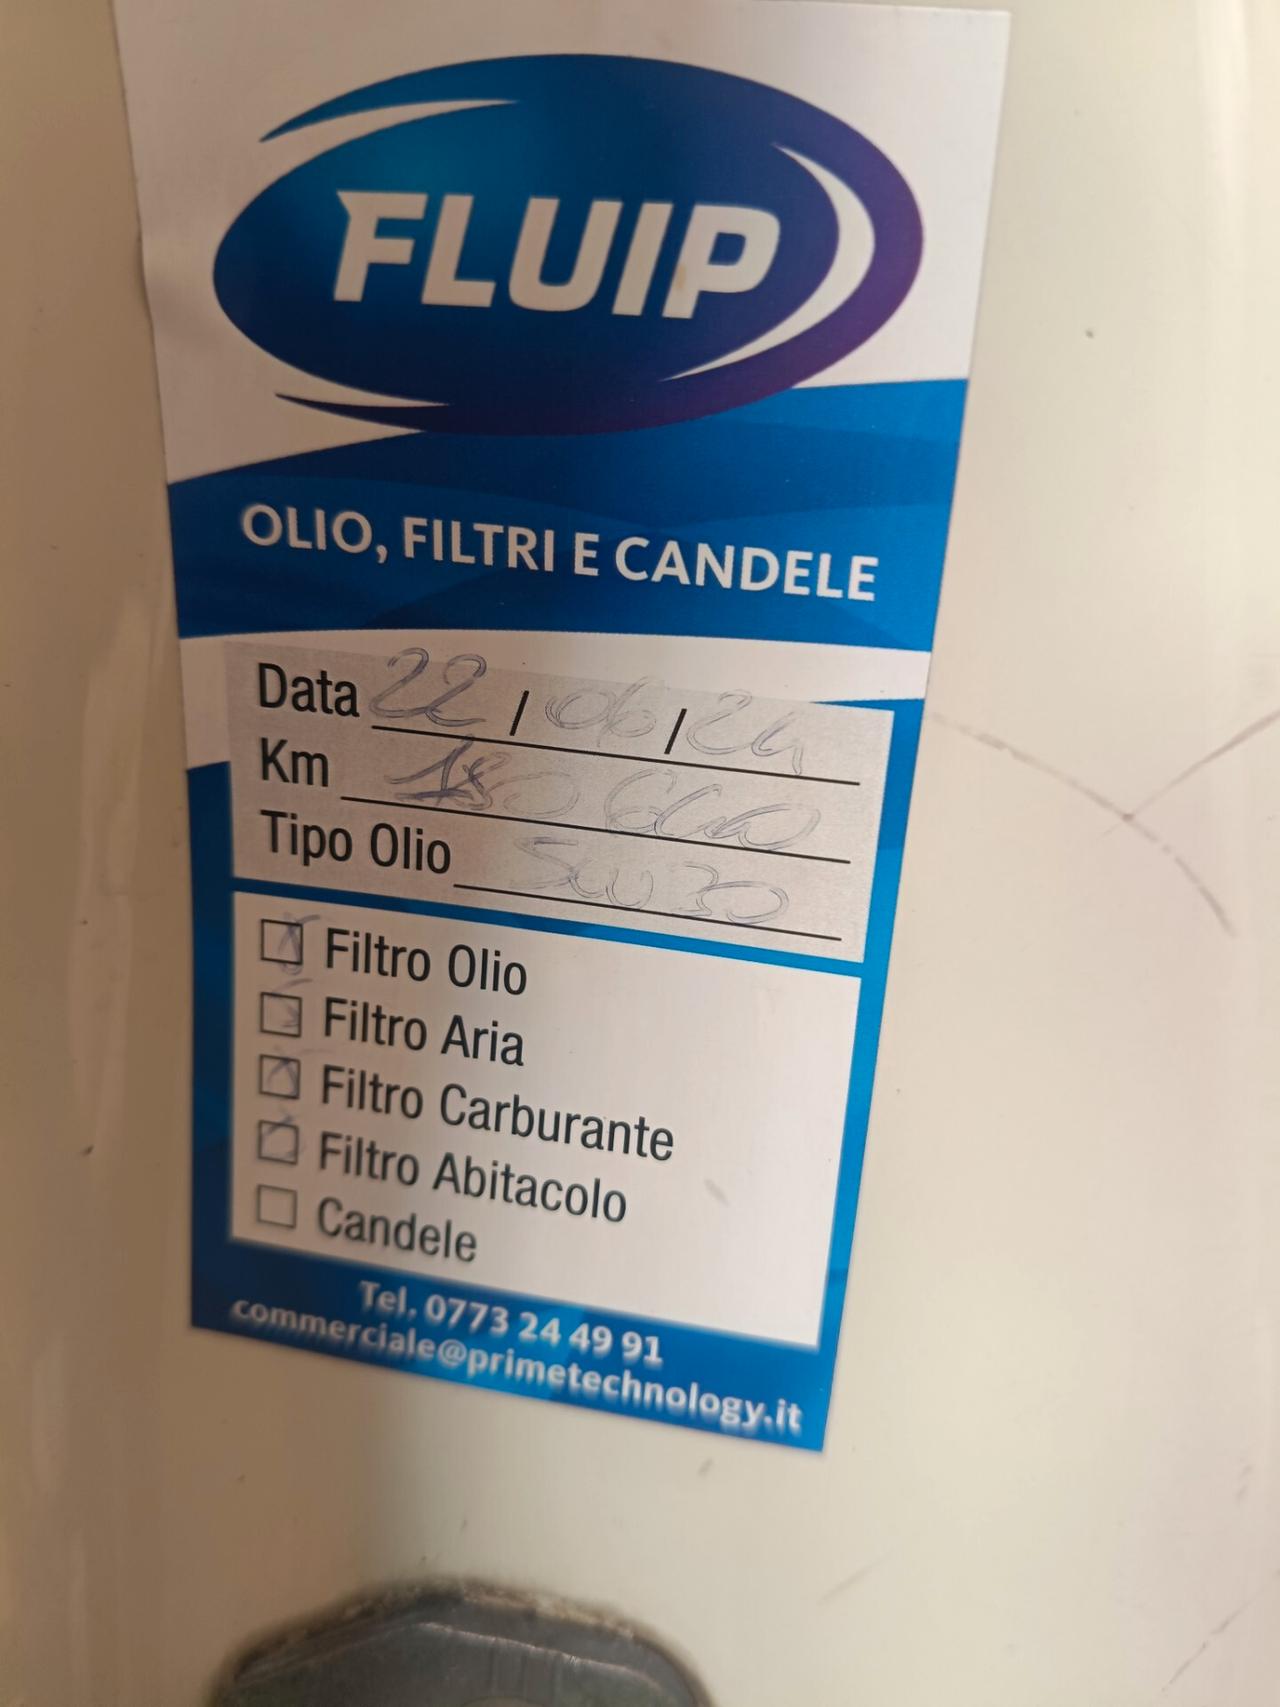 FLUIP
OLIO, FILTRI E CANDELE
Data 22 / 06 / 24
Km
Tipo Olio 5W30
Filtro Olio
Filtro Aria
Filtro Carburante
Filtro Abitacolo
Candele
Tel. 0773 24 49 91
commerciale@primetechnology.it